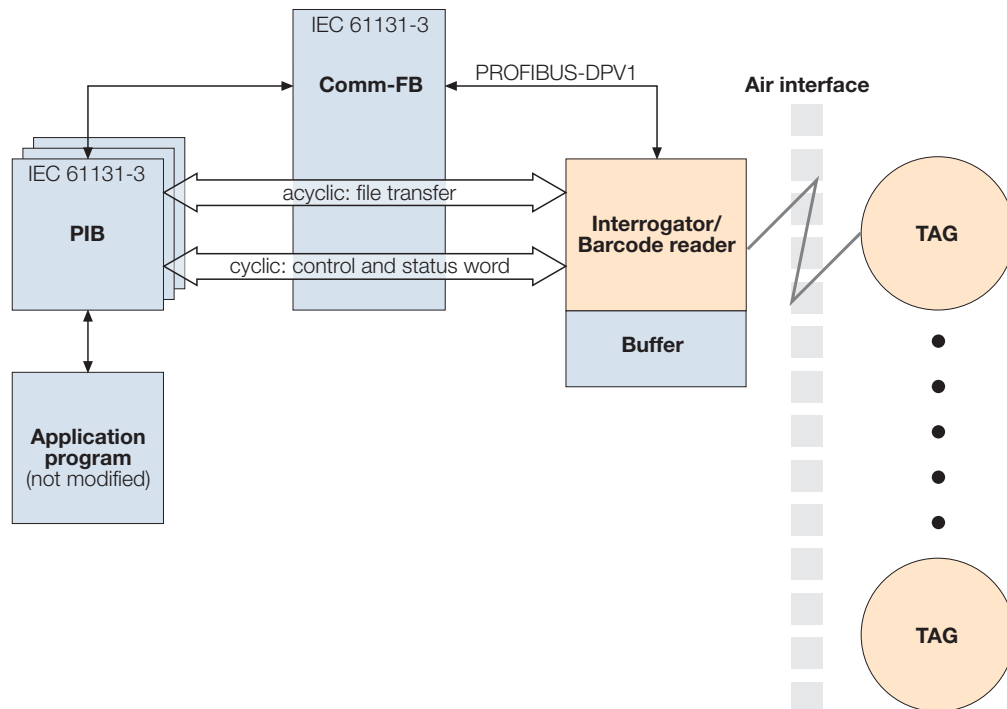 IEC 61131-3
Comm-FB
PROFIBUS-DPV1
Air interface
IEC 61131-3
PIB
acyclic: file transfer
cyclic: control and status word
Interrogator/
Barcode reader
Buffer
TAG
Application
program
(not modified)
TAG